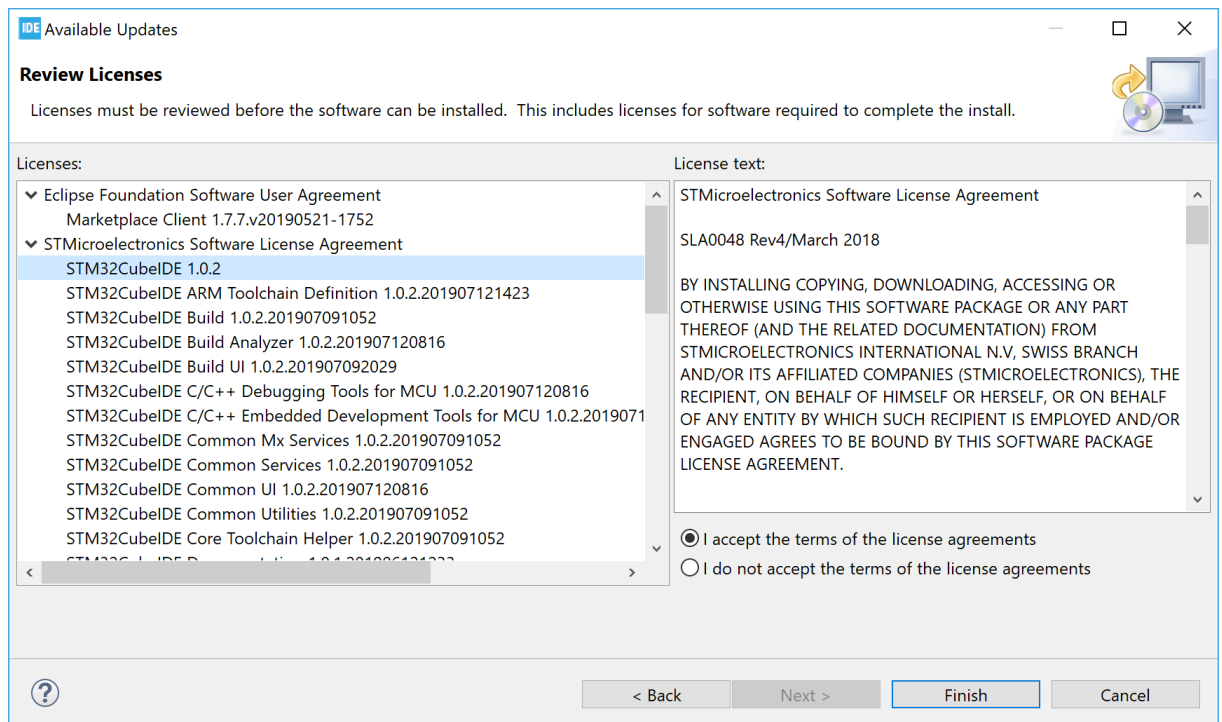 IDE Available Updates
Review Licenses
Licenses must be reviewed before the software can be installed. This includes licenses for software required to complete the install.
Licenses:
Eclipse Foundation Software User Agreement
Marketplace Client 1.7.7.v20190521-1752
STMicroelectronics Software License Agreement
STM32CubeIDE 1.0.2
STM32CubeIDE ARM Toolchain Definition 1.0.2.201907121423
STM32CubeIDE Build 1.0.2.201907091052
STM32CubeIDE Build Analyzer 1.0.2.201907120816
STM32CubeIDE Build UI 1.0.2.201907092029
STM32CubeIDE C/C++ Debugging Tools for MCU 1.0.2.201907120816
STM32CubeIDE C/C++ Embedded Development Tools for MCU 1.0.2.2019071
STM32CubeIDE Common Mx Services 1.0.2.201907091052
STM32CubeIDE Common Services 1.0.2.201907091052
STM32CubeIDE Common UI 1.0.2.201907120816
STM32CubeIDE Common Utilities 1.0.2.201907091052
STM32CubeIDE Core Toolchain Helper 1.0.2.201907091052
License text:
STMicroelectronics Software License Agreement
SLA0048 Rev4/March 2018
BY INSTALLING COPYING, DOWNLOADING, ACCESSING OR
OTHERWISE USING THIS SOFTWARE PACKAGE OR ANY PART
THEREOF (AND THE RELATED DOCUMENTATION) FROM
STMICROELECTRONICS INTERNATIONAL N.V, SWISS BRANCH
AND/OR ITS AFFILIATED COMPANIES (STMICROELECTRONICS), THE
RECIPIENT, ON BEHALF OF HIMSELF OR HERSELF, OR ON BEHALF
OF ANY ENTITY BY WHICH SUCH RECIPIENT IS EMPLOYED AND/OR
ENGAGED AGREES TO BE BOUND BY THIS SOFTWARE PACKAGE
LICENSE AGREEMENT.
I accept the terms of the license agreements
I do not accept the terms of the license agreements
?
< Back
Next >
Finish
Cancel